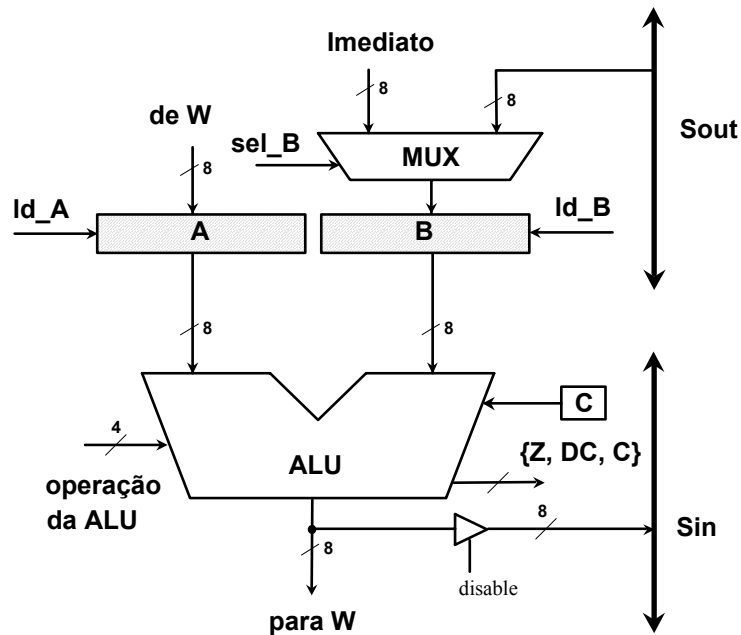 Imediato
8
8
de W
sel_B
MUX
Sout
8
ld_A
A
B
ld_B
8
8
C
4
ALU
{Z, DC, C}
operação
da ALU
8
8
Sin
disable
para W